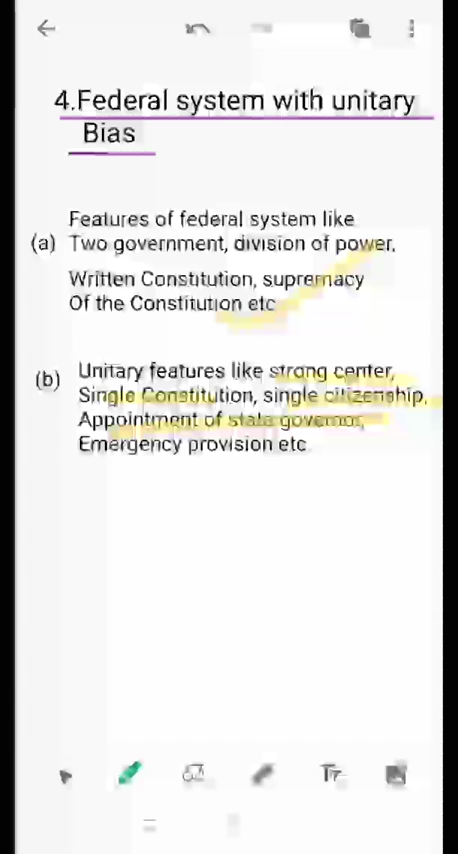 4.Federal system with unitary
Bias
Features of federal system like
(a) Two government, division of power,
Written Constitution, supremacy
Of the Constitution etc
(b) Unitary features like strong center,
Single Constitution, single citizenship,
Appointment of state governor,
Emergency provision etc.